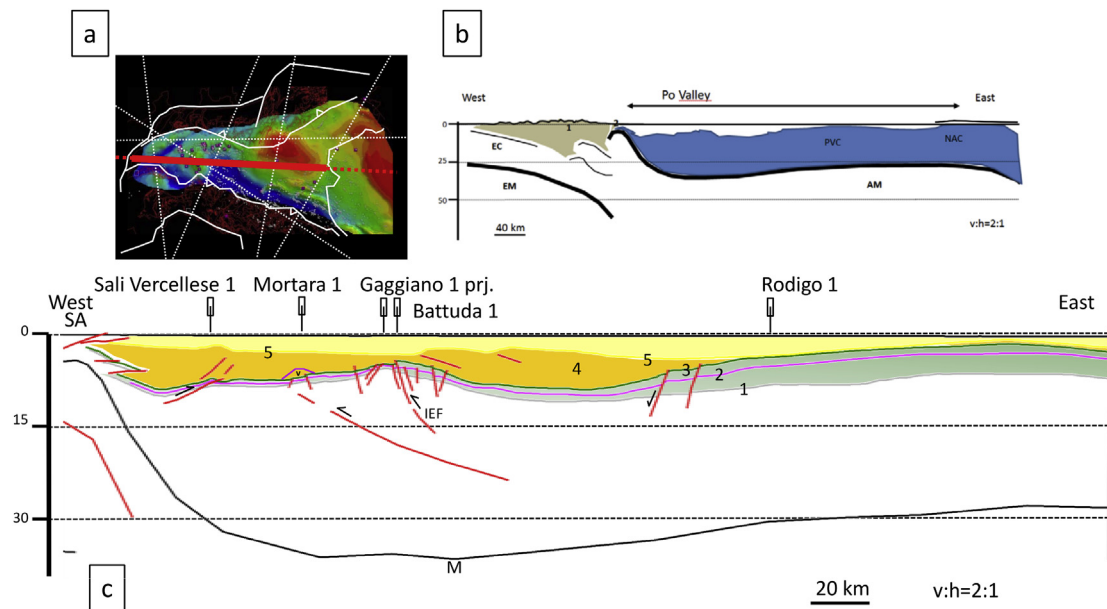 a
b
Po Valley
West
East
0
1
2
EC
PVC
NAC
25
EM
AM
50
40 km
v:h=2:1
Sali Vercellese 1
Mortara 1
Gaggiano 1 prj.
Battuda 1
Rodigo 1
West
SA
East
0
5
5
4
3
2
1
v
IEF
15
30
M
c
20 km
v:h=2:1